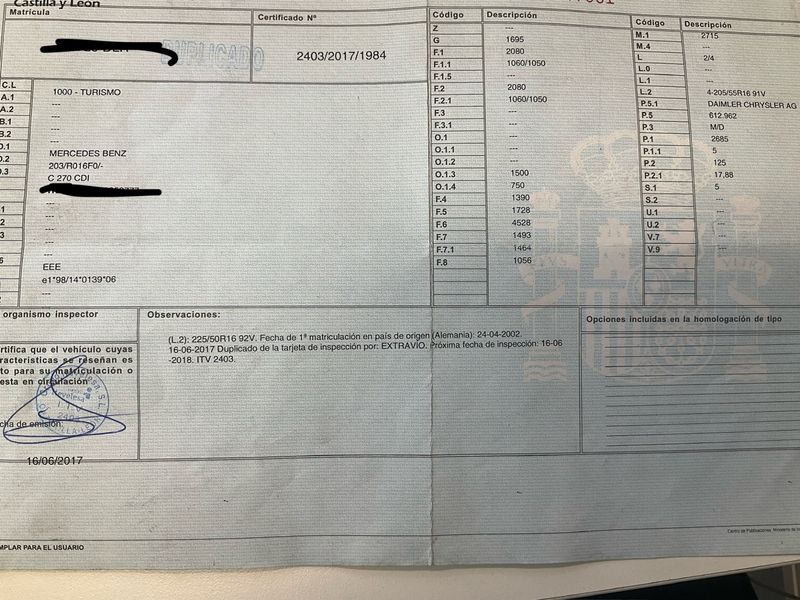 Castilla y León
Matrícula
DUPLICADO
Certificado Nº
2403/2017/1984
C.L
1000 - TURISMO
A.1
---
A.2
---
B.1
---
B.2
---
D.1
MERCEDES BENZ
D.2
203/R016F0/-
D.3
C 270 CDI
---
---
---
---
EEE
e1*98/14*0139*06
---
Código Descripción
Z ---
G 1695
F.1 2080
F.1.1 1060/1050
F.1.5 ---
F.2 2080
F.2.1 1060/1050
F.3 ---
F.3.1 ---
O.1 ---
O.1.1 ---
O.1.2 ---
O.1.3 1500
O.1.4 750
F.4 1390
F.5 1728
F.6 4528
F.7 1493
F.7.1 1464
F.8 1056
Código Descripción
M.1 2715
M.4 ---
L 2/4
L.0 ---
L.1 ---
L.2 4-205/55R16 91V
P.5.1 DAIMLER CHRYSLER AG
P.5 612.962
P.3 M/D
P.1 2685
P.1.1 5
P.2 125
P.2.1 17,88
S.1 5
S.2 ---
U.1 ---
U.2 ---
V.7 ---
V.9 ---
organismo inspector
rtifica que el vehículo cuyas
aracterísticas se reseñan es
to para su matriculación o
esta en circulación
cha de emisión:
16/06/2017
Observaciones:
(L.2): 225/50R16 92V. Fecha de 1ª matriculación en país de origen (Alemania): 24-04-2002.
16-06-2017 Duplicado de la tarjeta de inspección por: EXTRAVIO. Próxima fecha de inspección: 16-06
-2018. ITV 2403.
Opciones incluidas en la homologación de tipo
MPLAR PARA EL USUARIO
Centro de Publicaciones. Ministerio de